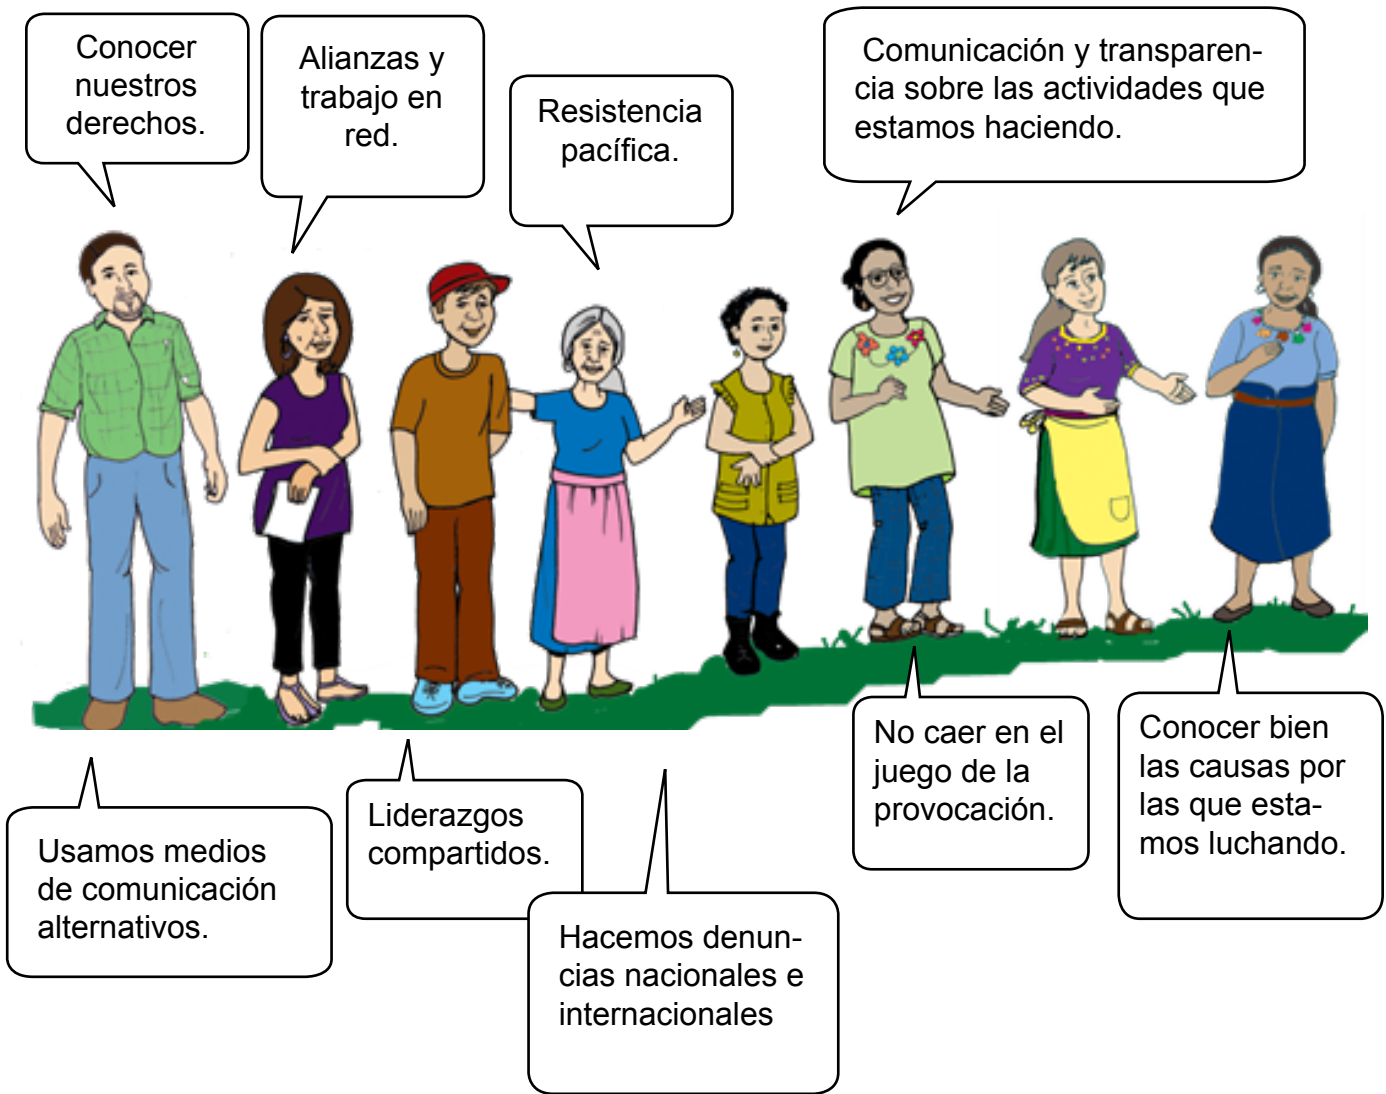 Conocer
nuestros
derechos.
Alianzas y
trabajo en
red.
Resistencia
pacífica.
Comunicación y transparen-
cia sobre las actividades que
estamos haciendo.
Usamos medios
de comunicación
alternativos.
Liderazgos
compartidos.
Hacemos denun-
cias nacionales e
internacionales
No caer en el
juego de la
provocación.
Conocer bien
las causas por
las que esta-
mos luchando.